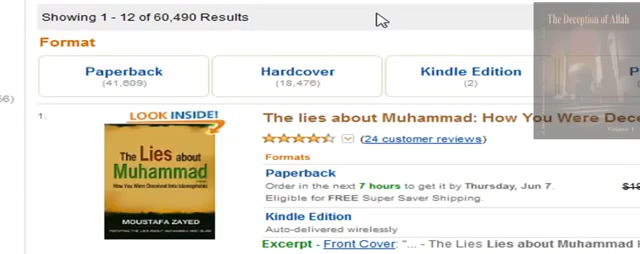 Showing 1 - 12 of 60,490 Results
The Deception of Allah
Volume 1
Format
Paperback
(41,609)
Hardcover
(18,476)
Kindle Edition
(2)
P
1.
LOOK INSIDE!
The Lies about
Muhammad
How You Were Deceived Into Islamophobia
MOUSTAFA ZAYED
The lies about Muhammad: How You Were Dece
(24 customer reviews)
Formats
Paperback
Order in the next 7 hours to get it by Thursday, Jun 7.
Eligible for FREE Super Saver Shipping.
Kindle Edition
Auto-delivered wirelessly
Excerpt - Front Cover: "... - The Lies Lies about Muhammad H